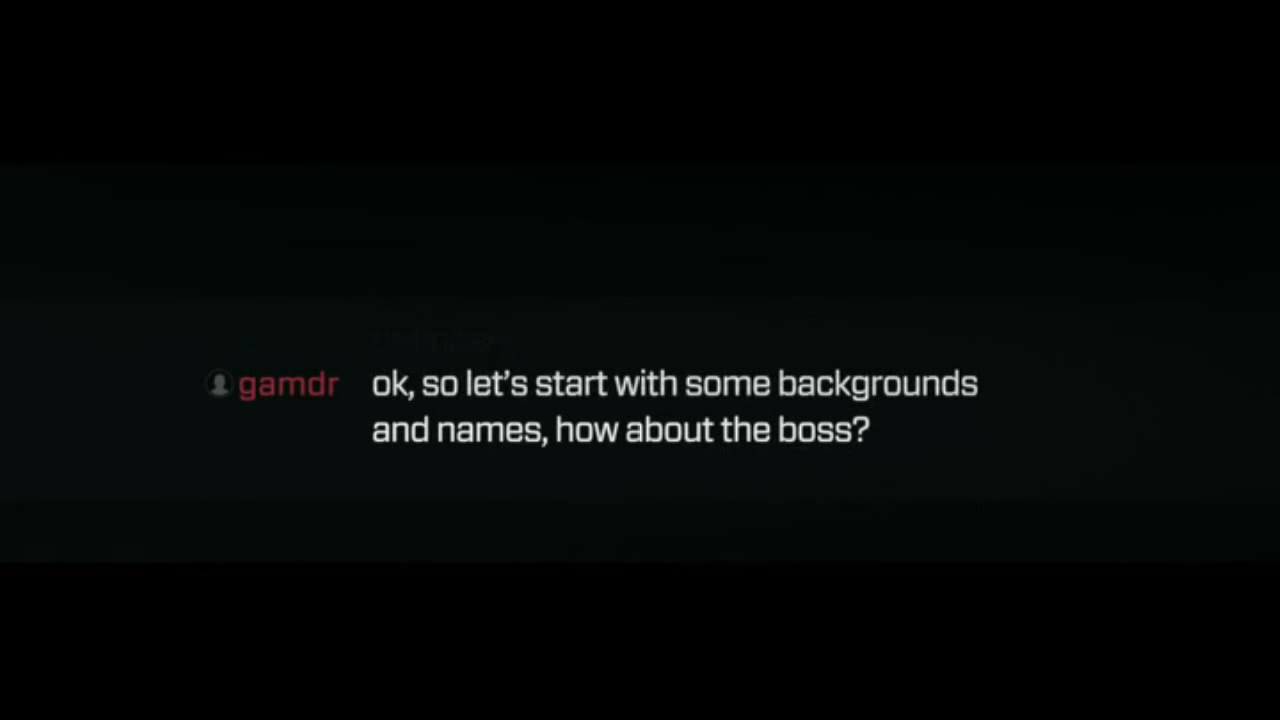 gamdr ok, so let's start with some backgrounds
and names, how about the boss?